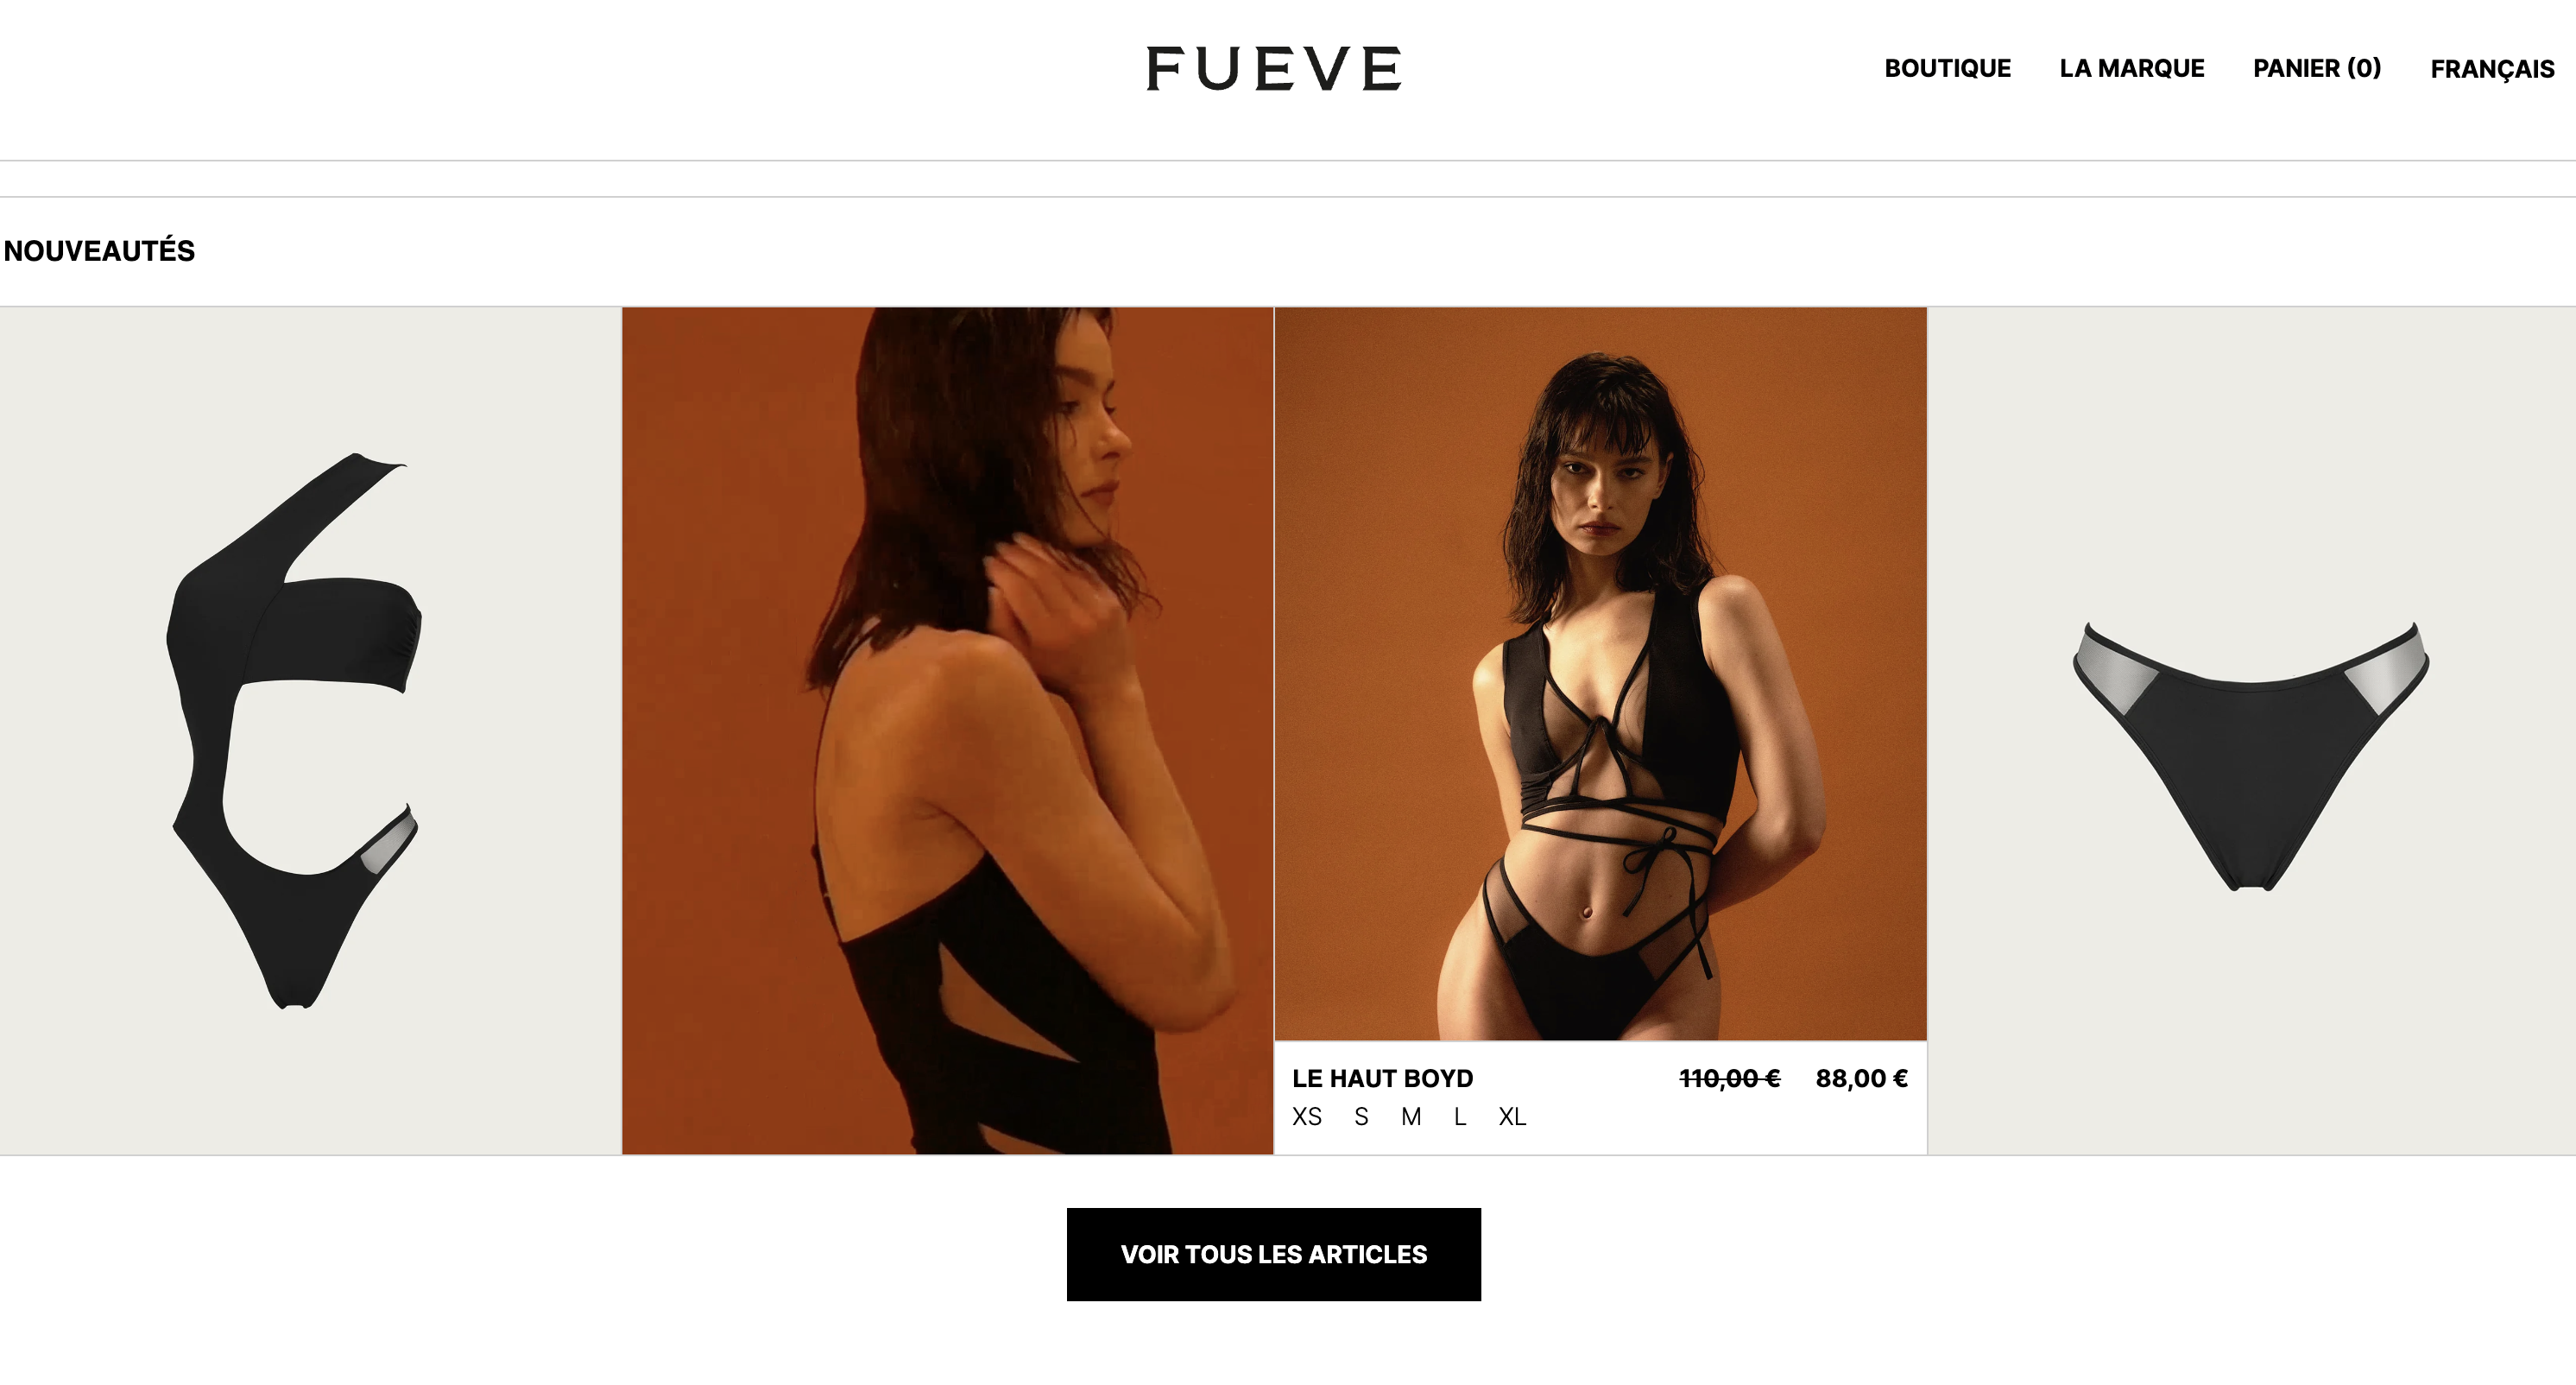 FUEVE
BOUTIQUE LA MARQUE PANIER (0) FRANÇAIS
NOUVEAUTÉS
LE HAUT BOYD 110,00 € 88,00 €
XS S M L XL
VOIR TOUS LES ARTICLES